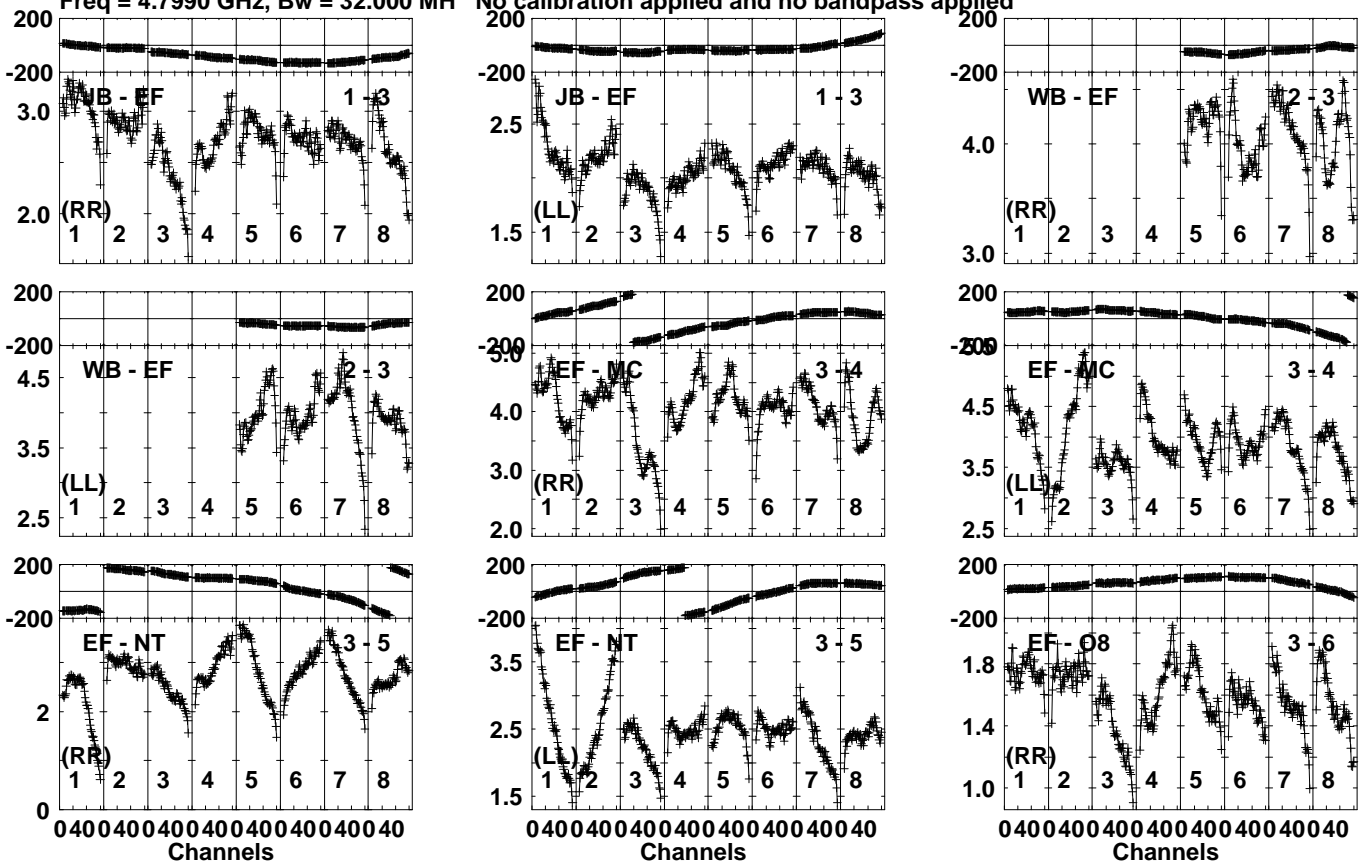 Freq = 4.7990 GHz, Bw = 32.000 MH No calibration applied and no bandpass applied
200 200 200
-200 -200 -200
JB - EF 1 - 3 JB - EF 1 - 3 WB - EF 2 - 3
3.0 2.5 4.0
2.0 1.5 3.0
(RR) (LL) (RR)
1 2 3 4 5 6 7 8 1 2 3 4 5 6 7 8 1 2 3 4 5 6 7 8
200 200 200
-200 -200 -200
5.0 5.5
WB - EF 2 - 3 EF - MC 3 - 4 EF - MC 3 - 4
4.5 4.0 4.5
3.5 3.0 3.5
2.5 2.0 2.5
(LL) (RR) (LL)
1 2 3 4 5 6 7 8 1 2 3 4 5 6 7 8 1 2 3 4 5 6 7 8
200 200 200
-200 -200 -200
EF - NT 3 - 5 EF - NT 3 - 5 EF - O8 3 - 6
2 3.5 1.8
0 2.5 1.4
1.5 1.0
(RR) (LL) (RR)
1 2 3 4 5 6 7 8 1 2 3 4 5 6 7 8 1 2 3 4 5 6 7 8
0 40 0 40 0 40 0 40 0 40 0 40 0 40 0 40 0 40 0 40 0 40 0 40 0 40 0 40 0 40 0 40 0 40 0 40 0 40 0 40 0 40 0 40 0 40 0 40
Channels Channels Channels